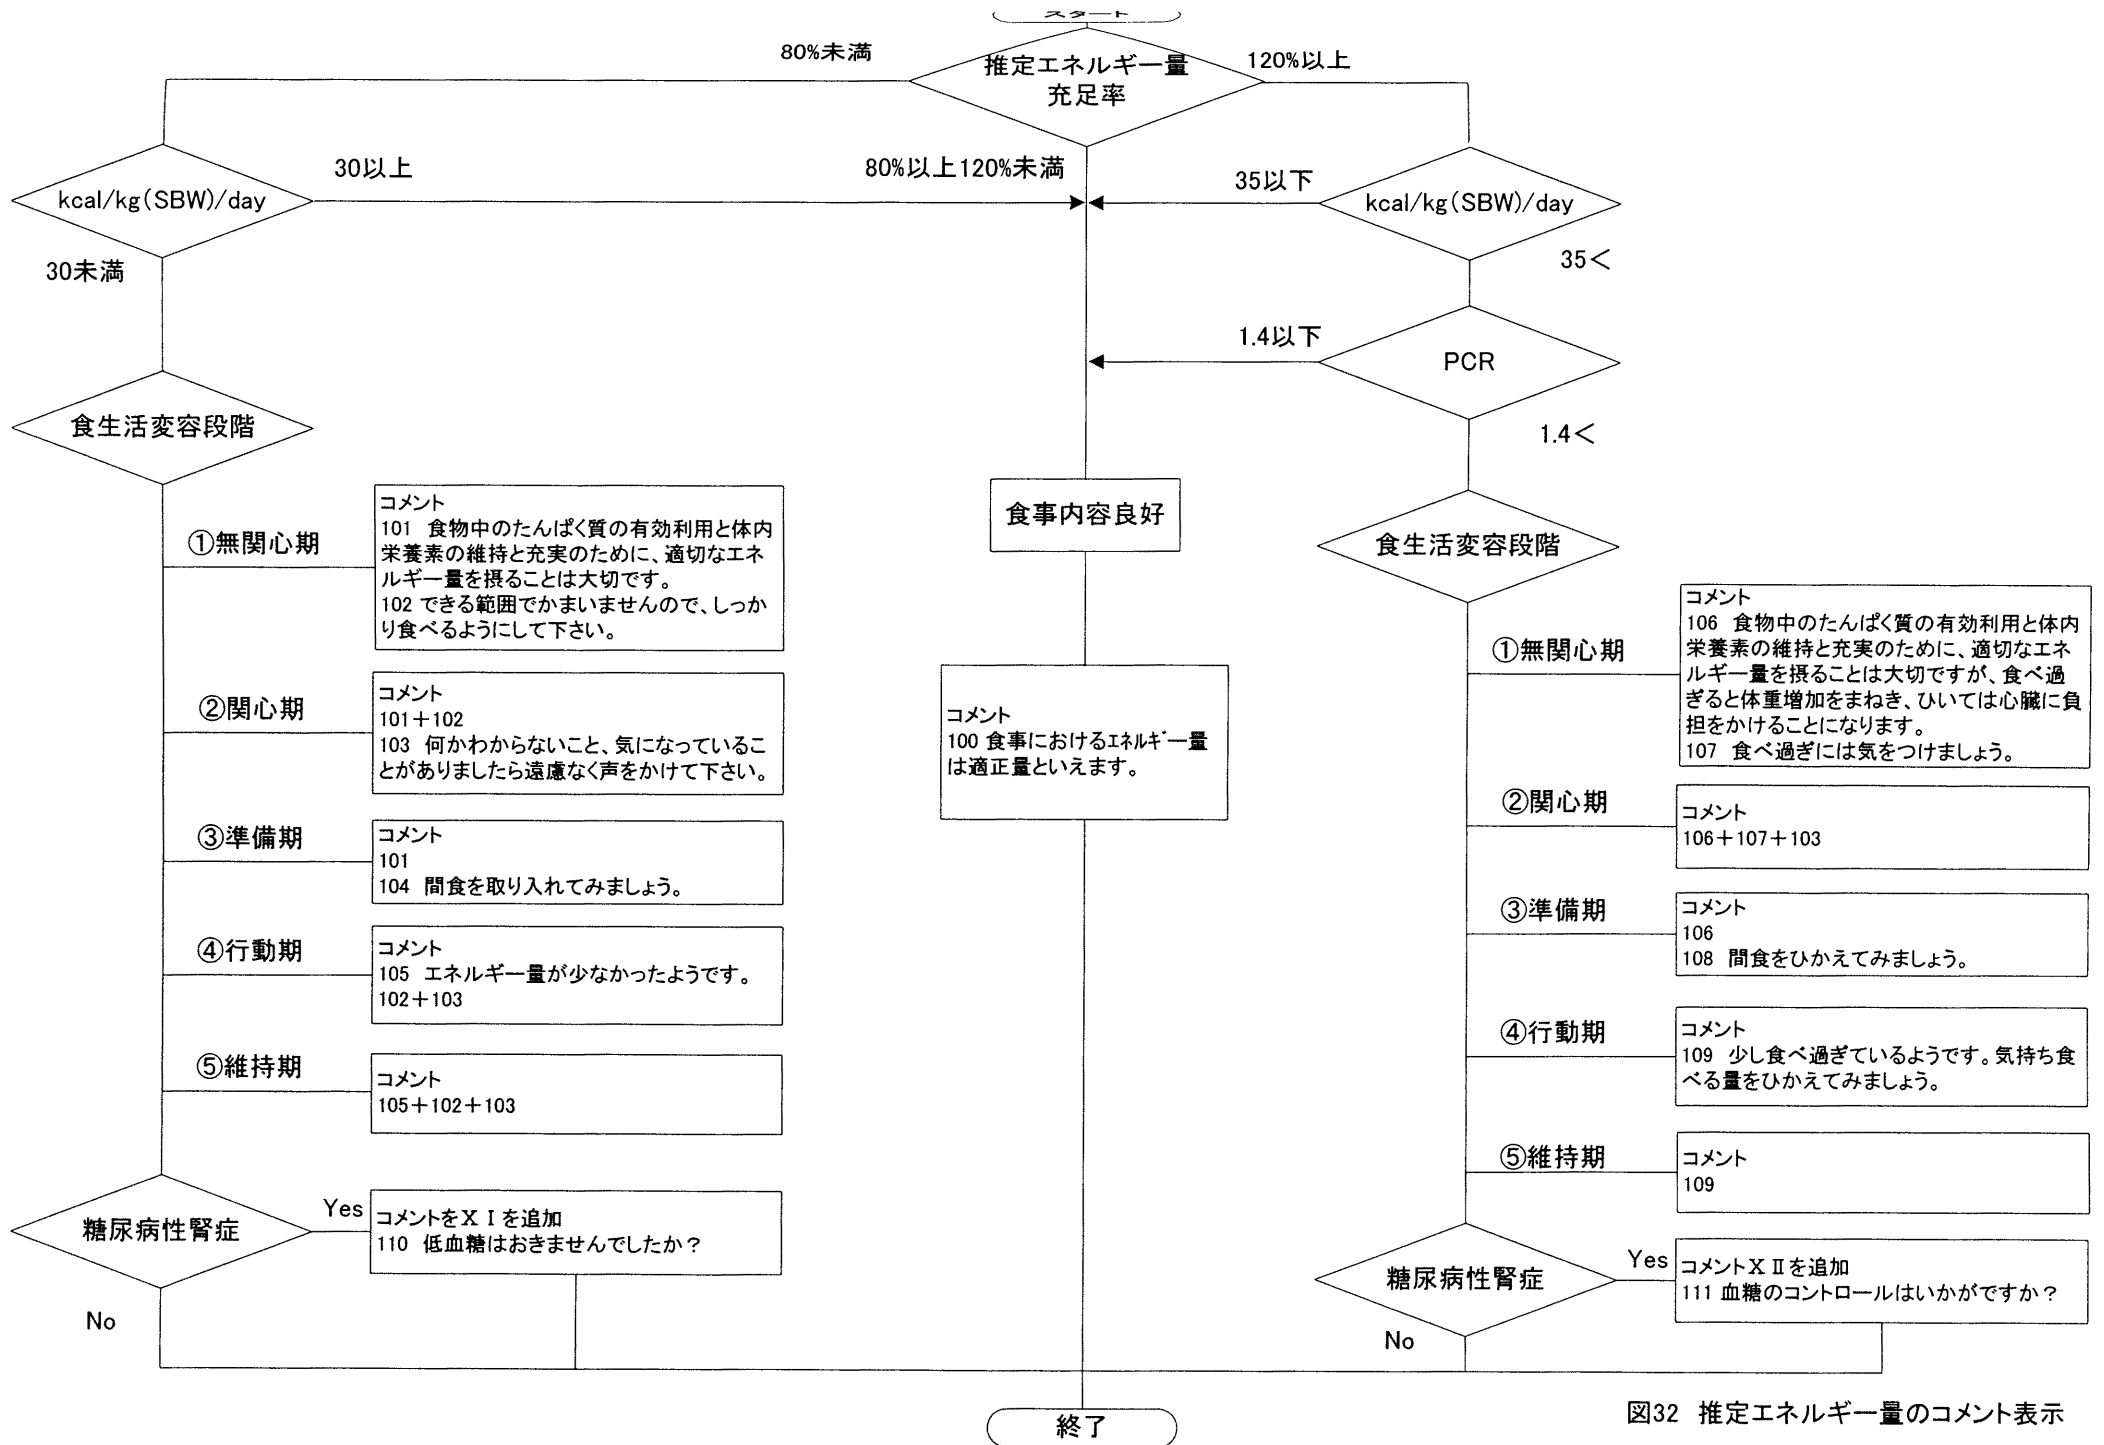 スタート
推定エネルギー量
充足率
80%未満
120%以上
80%以上120%未満
kcal/kg(SBW)/day
30以上
30未満
食生活変容段階
①無関心期
コメント
101 食物中のたんぱく質の有効利用と体内
栄養素の維持と充実のために、適切なエネ
ルギー量を摂ることは大切です。
102 できる範囲でかまいませんので、しっか
り食べるようにして下さい。
②関心期
コメント
101+102
103 何かわからないこと、気になっているこ
とがありましたら遠慮なく声をかけて下さい。
③準備期
コメント
101
104 間食を取り入れてみましょう。
④行動期
コメント
105 エネルギー量が少なかったようです。
102+103
⑤維持期
コメント
105+102+103
糖尿病性腎症
Yes
コメントをⅩⅠを追加
110 低血糖はおきませんでしたか?
No
食事内容良好
コメント
100 食事におけるエネルギー量
は適正量といえます。
kcal/kg(SBW)/day
35以下
35<
PCR
1.4以下
1.4<
食生活変容段階
①無関心期
コメント
106 食物中のたんぱく質の有効利用と体内
栄養素の維持と充実のために、適切なエネ
ルギー量を摂ることは大切ですが、食べ過
ぎると体重増加をまねき、ひいては心臓に負
担をかけることになります。
107 食べ過ぎには気をつけましょう。
②関心期
コメント
106+107+103
③準備期
コメント
106
108 間食をひかえてみましょう。
④行動期
コメント
109 少し食べ過ぎているようです。気持ち食
べる量をひかえてみましょう。
⑤維持期
コメント
109
糖尿病性腎症
Yes
コメントⅩⅡを追加
111 血糖のコントロールはいかがですか?
No
終了
図32 推定エネルギー量のコメント表示